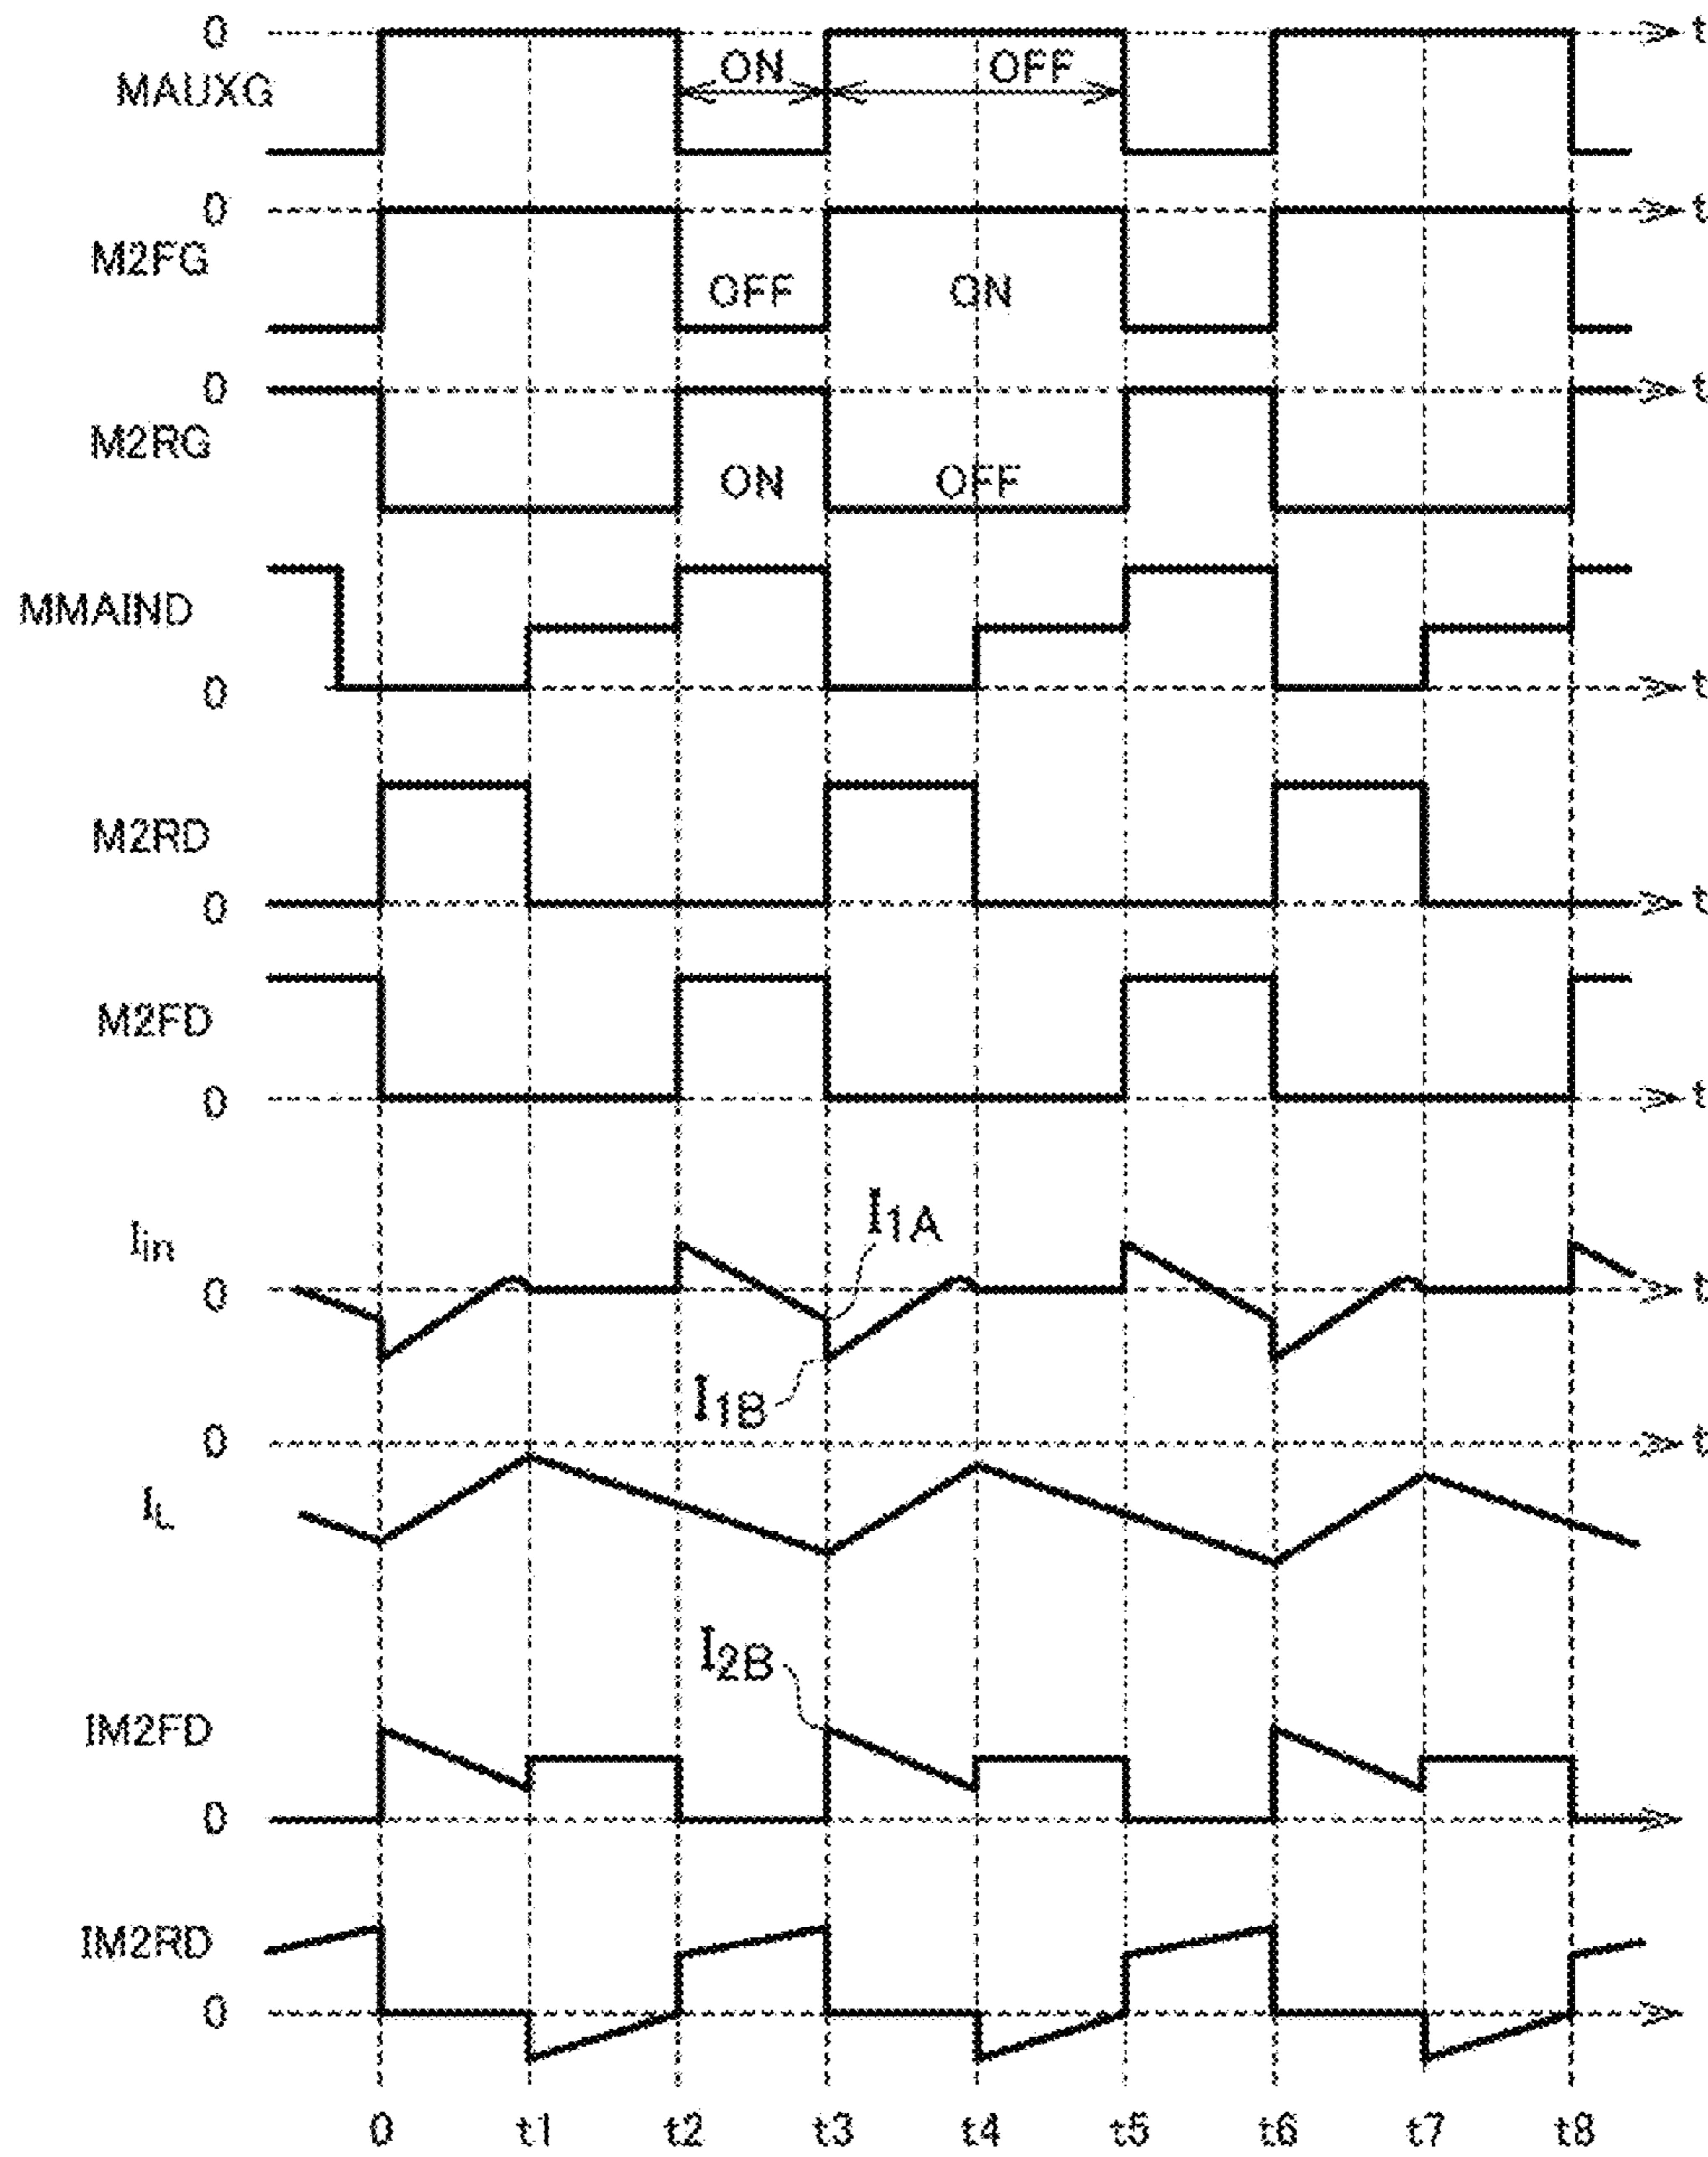 0 t
MAUXG ON OFF
0 t
M2FG OFF ON
0 t
M2RG ON OFF
MMAIND
0 t
M2RD
0 t
M2FD
0 t
I1A
Iin
0 t
I1B
0 t
IL
I2B
IM2FD
0
IM2RD
0
0 t1 t2 t3 t4 t5 t6 t7 t8